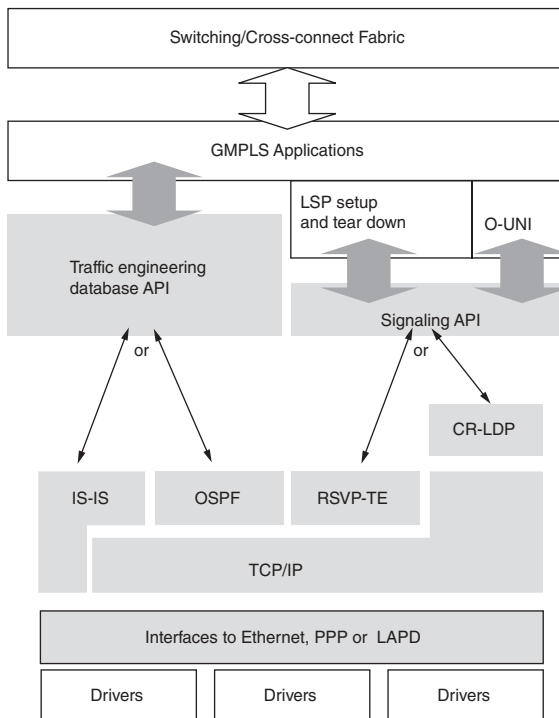 Switching/Cross-connect Fabric
GMPLS Applications
LSP setup
and tear down
O-UNI
Traffic engineering
database API
Signaling API
or
or
CR-LDP
IS-IS
OSPF
RSVP-TE
TCP/IP
Interfaces to Ethernet, PPP or LAPD
Drivers
Drivers
Drivers